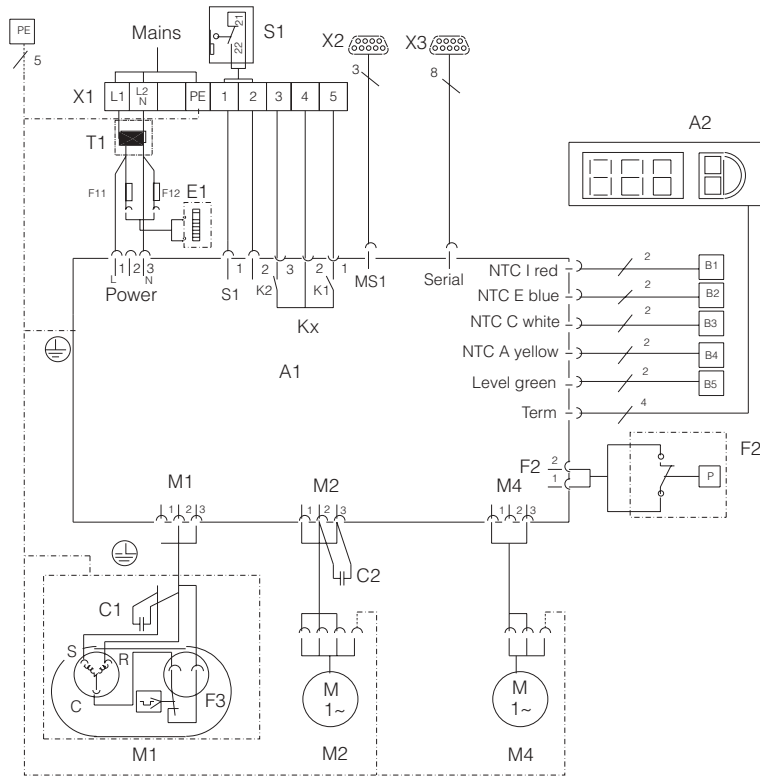 PE
5
Mains
S1
21
22
X2
3
X3
8
X1
L1
L2
N
PE
1
2
3
4
5
A2
T1
F11
F12
E1
1
2
3
L
N
Power
1
2
S1
3
2
1
K2
K1
Kx
MS1
Serial
NTC I red
2
B1
NTC E blue
2
B2
NTC C white
2
B3
NTC A yellow
2
B4
Level green
2
B5
Term
4
A1
F2
2
1
P
F2
M1
1 2 3
M2
1 2 3
M4
1 2 3
C2
C1
S
R
C
F3
M
1~
M
1~
M1
M2
M4